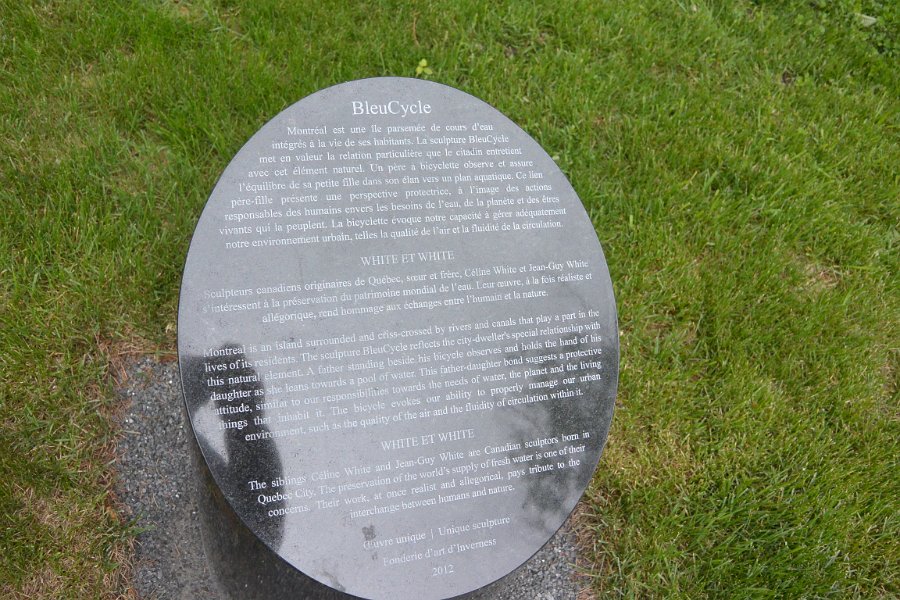 BleuCycle
Montréal est une île parsemée de cours d'eau
intégrés à la vie de ses habitants. La sculpture BleuCycle
met en valeur la relation particulière que le citadin entretient
avec cet élément naturel. Un père à bicyclette observe et assure
l'équilibre de sa petite fille dans son élan vers un plan aquatique. Ce lien
père-fille présente une perspective protectrice, à l'image des actions
responsables des humains envers les besoins de l'eau, de la planète et des êtres
vivants qui la peuplent. La bicyclette évoque notre capacité à gérer adéquatement
notre environnement urbain, telles la qualité de l'air et la fluidité de la circulation.
WHITE ET WHITE
Sculpteurs canadiens originaires de Québec, sœur et frère, Céline White et Jean-Guy White
s'intéressent à la préservation du patrimoine mondial de l'eau. Leur œuvre, à la fois réaliste et
allégorique, rend hommage aux échanges entre l'humain et la nature.
Montreal is an island surrounded and criss-crossed by rivers and canals that play a part in the
lives of its residents. The sculpture BleuCycle reflects the city-dweller's special relationship with
this natural element. A father standing beside his bicycle observes and holds the hand of his
daughter as she leans towards a pool of water. This father-daughter bond suggests a protective
attitude, similar to our responsibilities towards the needs of water, the planet and the living
things that inhabit it. The bicycle evokes our ability to properly manage our urban
environment, such as the quality of the air and the fluidity of circulation within it.
WHITE ET WHITE
The siblings Céline White and Jean-Guy White are Canadian sculptors born in
Quebec City. The preservation of the world's supply of fresh water is one of their
concerns. Their work, at once realist and allegorical, pays tribute to the
interchange between humans and nature.
Œuvre unique | Unique sculpture
Fonderie d'art d'Inverness
2012